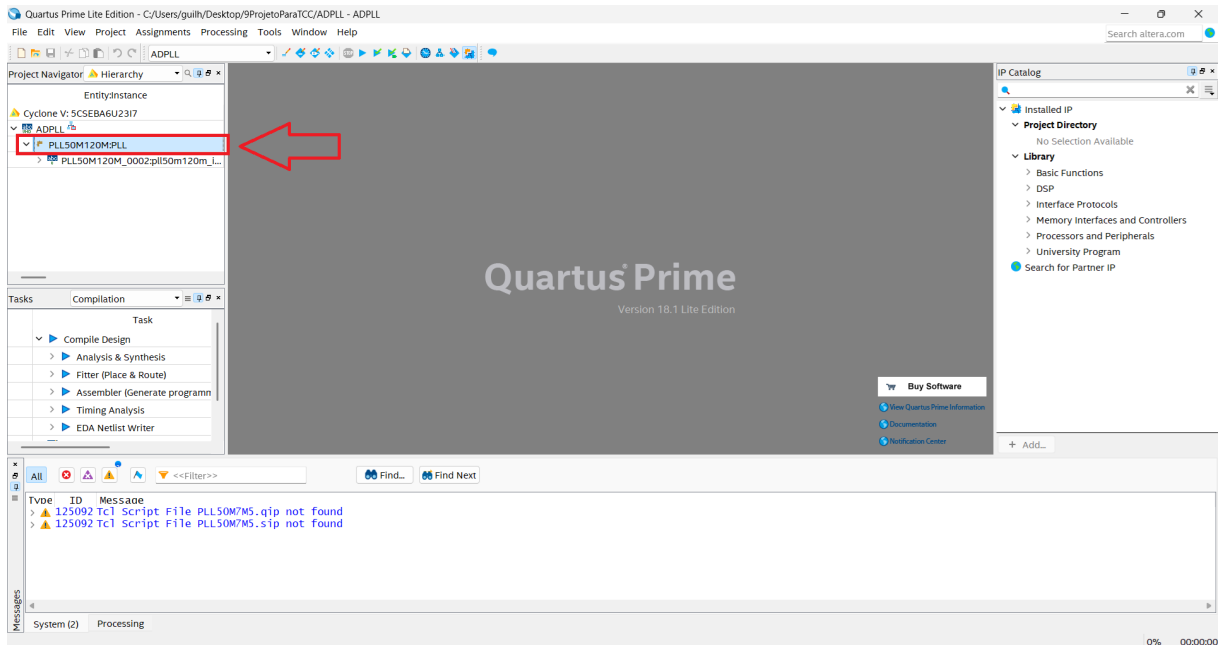 Quartus Prime Lite Edition - C:/Users/guilh/Desktop/9ProjetoParaTCC/ADPLL - ADPLL
File Edit View Project Assignments Processing Tools Window Help
Search altera.com
ADPLL
Project Navigator Hierarchy
Entity:Instance
Cyclone V: 5CSEBA6U23I7
ADPLL
PLL50M120M:PLL
PLL50M120M_0002:pll50m120m_i...
Tasks Compilation
Task
Compile Design
Analysis & Synthesis
Fitter (Place & Route)
Assembler (Generate programm
Timing Analysis
EDA Netlist Writer
Quartus Prime
Version 18.1 Lite Edition
Buy Software
View Quartus Prime Information
Documentation
Notification Center
IP Catalog
Installed IP
Project Directory
No Selection Available
Library
Basic Functions
DSP
Interface Protocols
Memory Interfaces and Controllers
Processors and Peripherals
University Program
Search for Partner IP
+ Add...
All <<Filter>> Find... Find Next
Type ID Message
125092 Tcl Script File PLL50M7M5.qip not found
125092 Tcl Script File PLL50M7M5.sip not found
Messages
System (2) Processing
0% 00:00:00